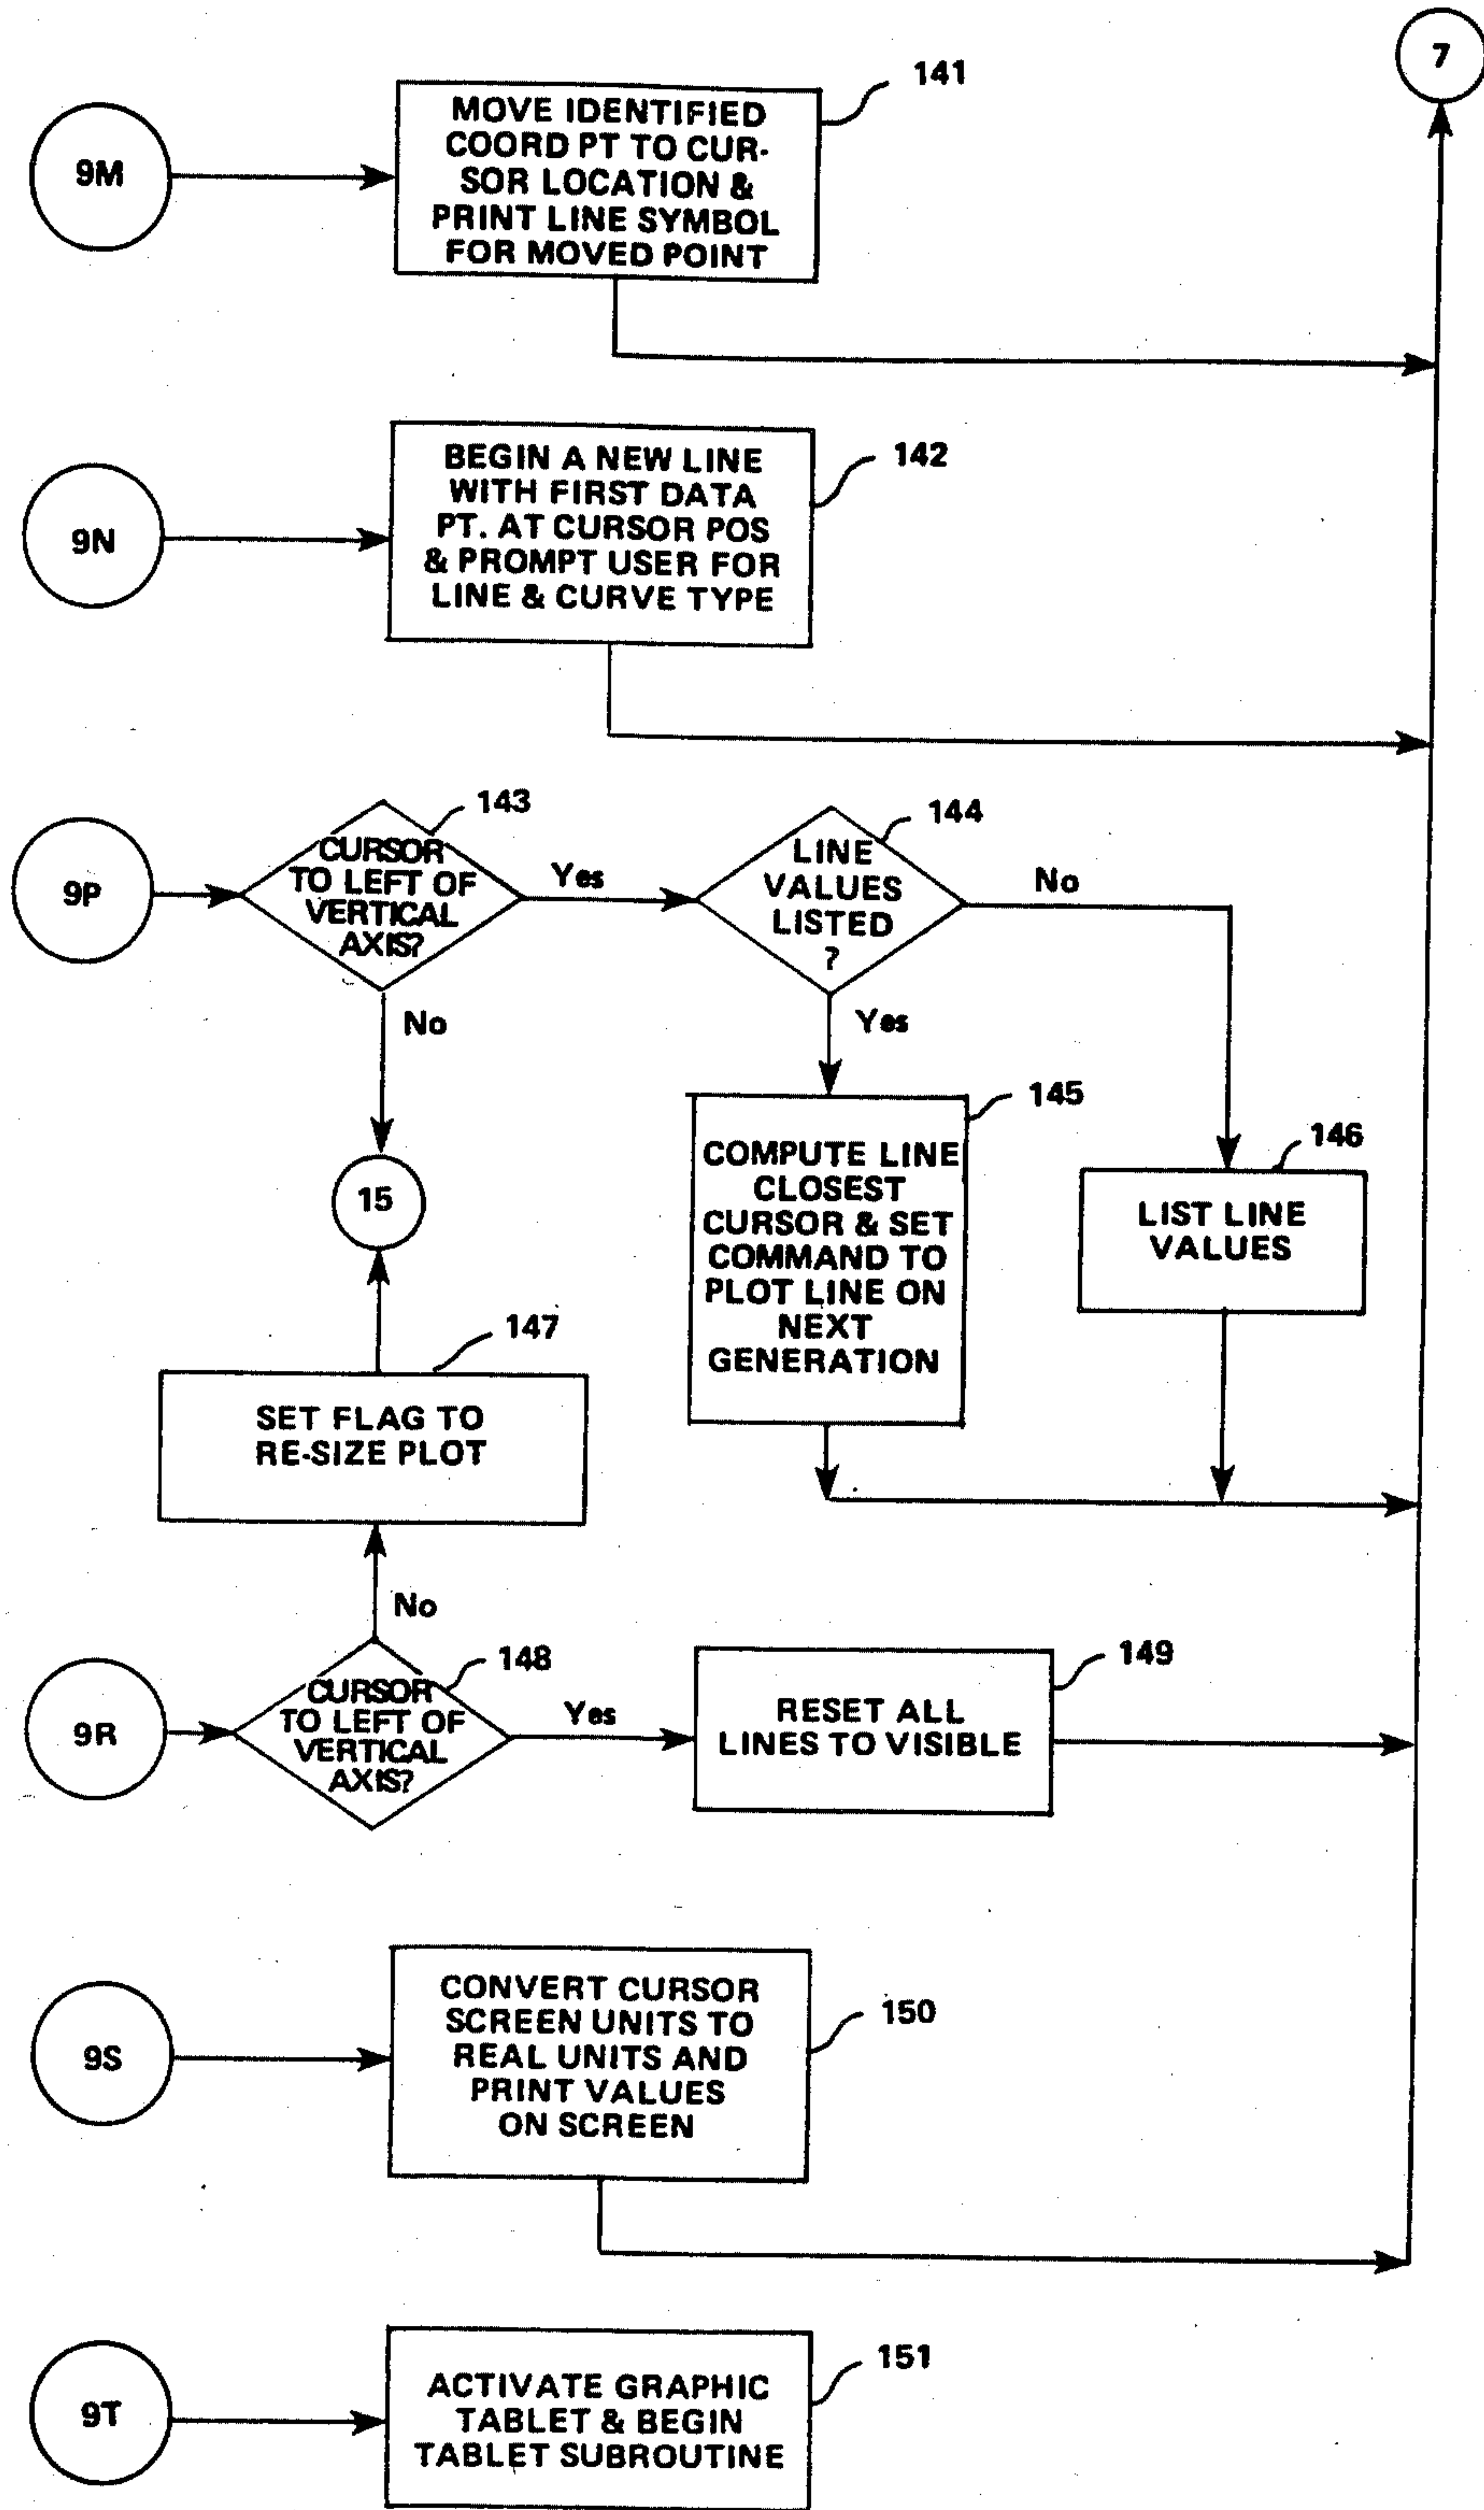 7
141
9M
MOVE IDENTIFIED
COORD PT TO CUR-
SOR LOCATION &
PRINT LINE SYMBOL
FOR MOVED POINT
142
9N
BEGIN A NEW LINE
WITH FIRST DATA
PT. AT CURSOR POS
& PROMPT USER FOR
LINE & CURVE TYPE
143
9P
CURSOR
TO LEFT OF
VERTICAL
AXIS?
Yes
No
144
LINE
VALUES
LISTED
?
No
Yes
15
145
COMPUTE LINE
CLOSEST
CURSOR & SET
COMMAND TO
PLOT LINE ON
NEXT
GENERATION
146
LIST LINE
VALUES
147
SET FLAG TO
RE-SIZE PLOT
No
148
9R
CURSOR
TO LEFT OF
VERTICAL
AXIS?
Yes
149
RESET ALL
LINES TO VISIBLE
150
9S
CONVERT CURSOR
SCREEN UNITS TO
REAL UNITS AND
PRINT VALUES
ON SCREEN
151
9T
ACTIVATE GRAPHIC
TABLET & BEGIN
TABLET SUBROUTINE